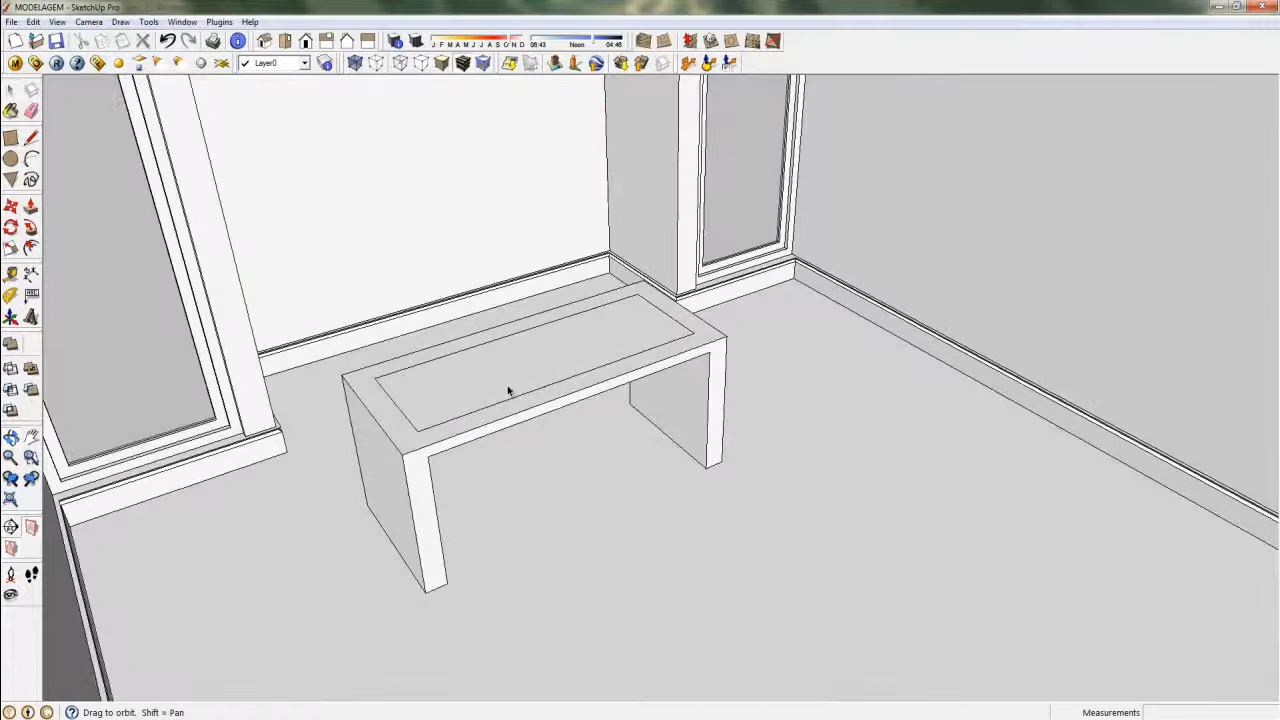 MODELAGEM - SketchUp Pro
File Edit View Camera Draw Tools Window Plugins Help
J F M A M J J A S O N D 06:43 Noon 04:46
Layer0
Drag to orbit. Shift = Pan
Measurements